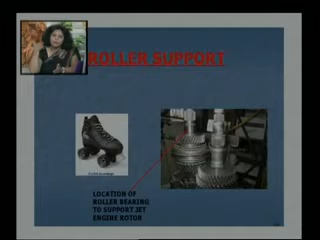 ROLLER SUPPORT
LOCATION OF
ROLLER BEARING
TO SUPPORT JET
ENGINE ROTOR